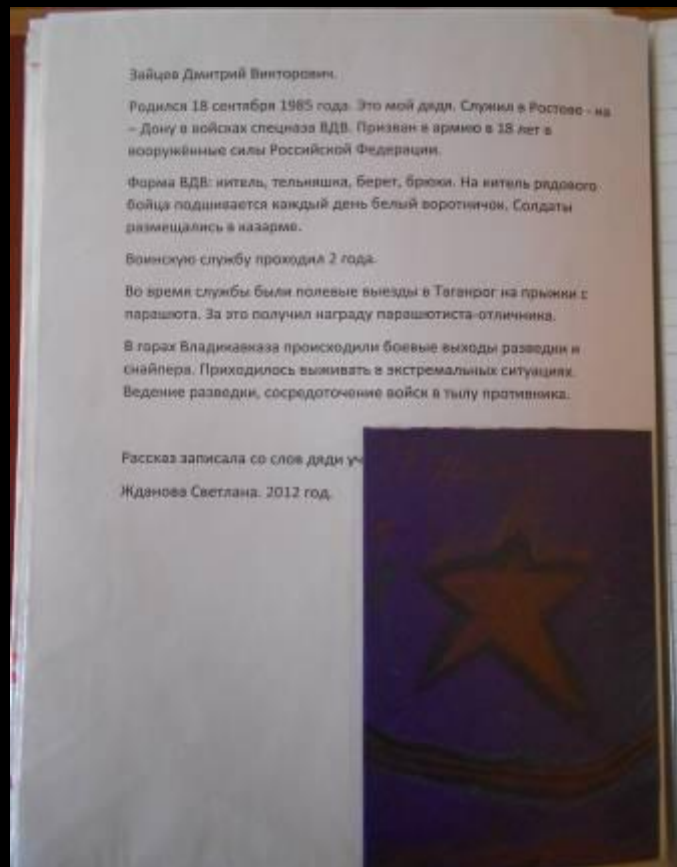 Зайцев Дмитрий Викторович.
Родился 18 сентября 1985 года. Это мой дядя. Служил в Ростове - на
– Дону в войсках спецназа ВДВ. Призван в армию в 18 лет в
вооружённые силы Российской Федерации.
Форма ВДВ: китель, тельняшка, берет, брюки. На китель рядового
бойца подшивается каждый день белый воротничок. Солдаты
размещались в казарме.
Воинскую службу проходил 2 года.
Во время службы были полевые выезды в Таганрог на прыжки с
парашюта. За это получил награду парашютиста-отличника.
В горах Владикавказа происходили боевые выходы разведки и
снайпера. Приходилось выживать в экстремальных ситуациях.
Ведение разведки, сосредоточение войск в тылу противника.
Рассказ записала со слов дяди уч
Жданова Светлана. 2012 год.